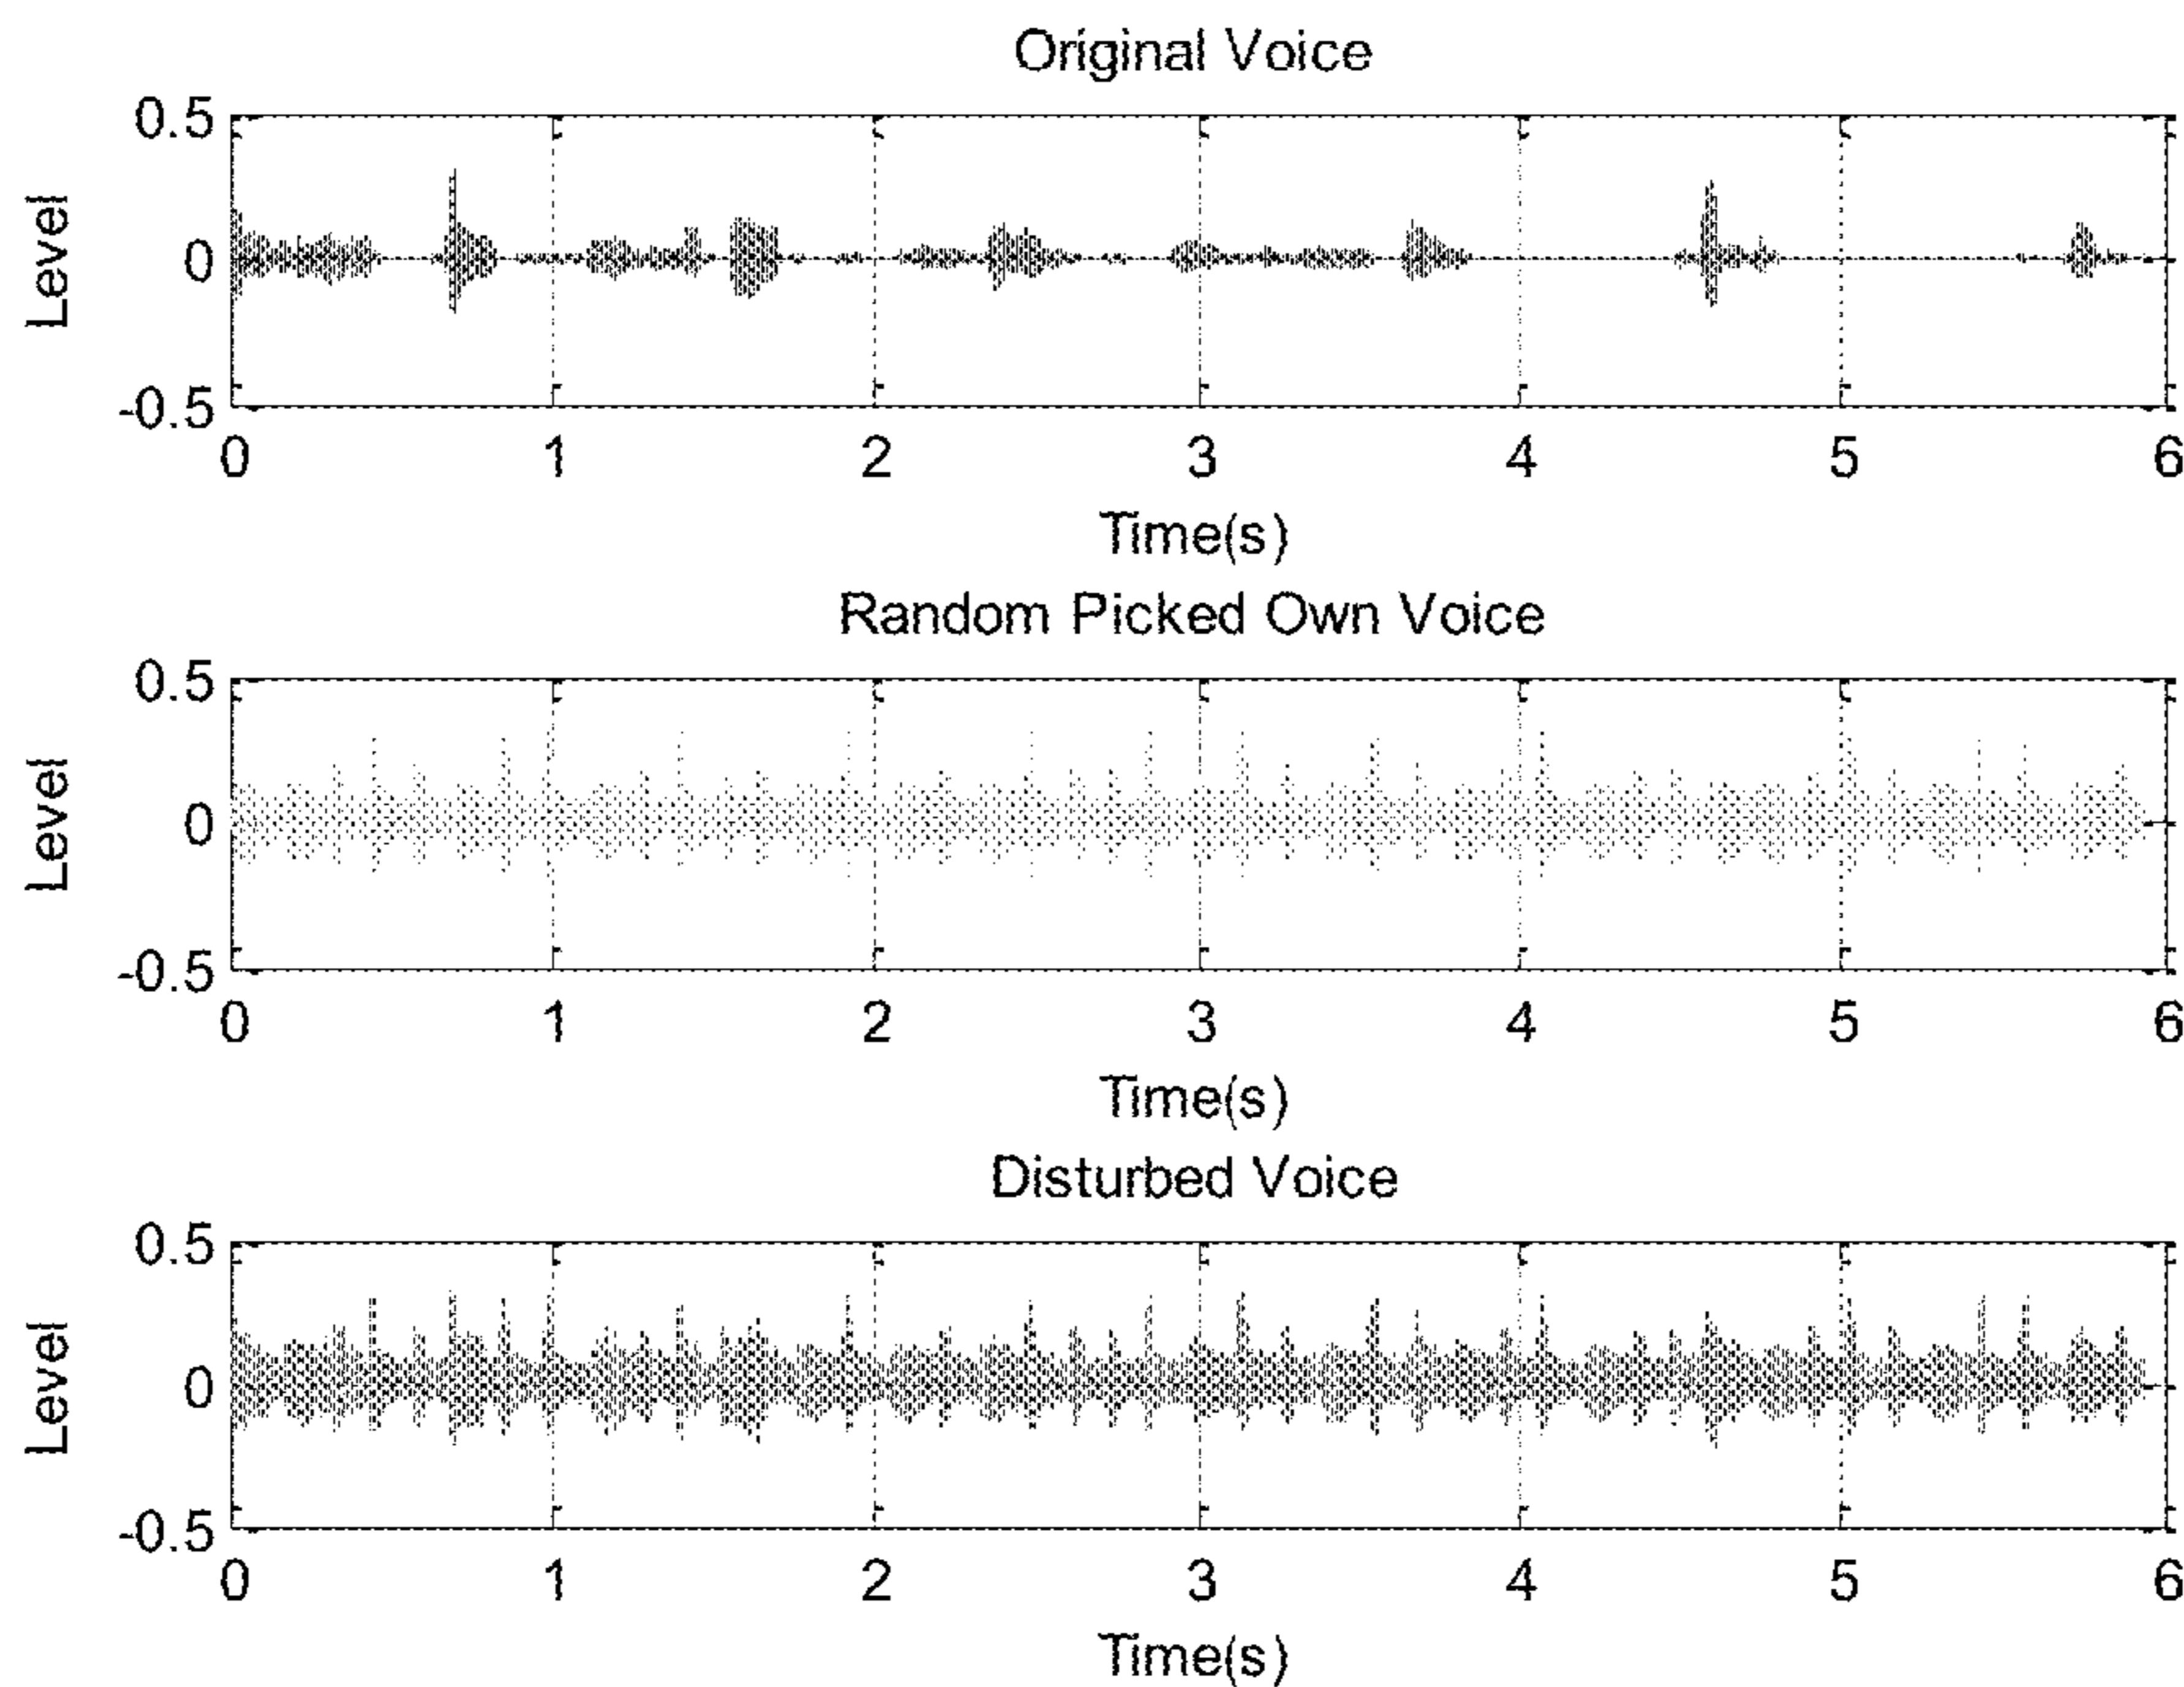 Original Voice
0.5
0
-0.5
Level
0 1 2 3 4 5 6
Time(s)
Random Picked Own Voice
0.5
0
-0.5
Level
0 1 2 3 4 5 6
Time(s)
Disturbed Voice
0.5
0
-0.5
Level
0 1 2 3 4 5 6
Time(s)